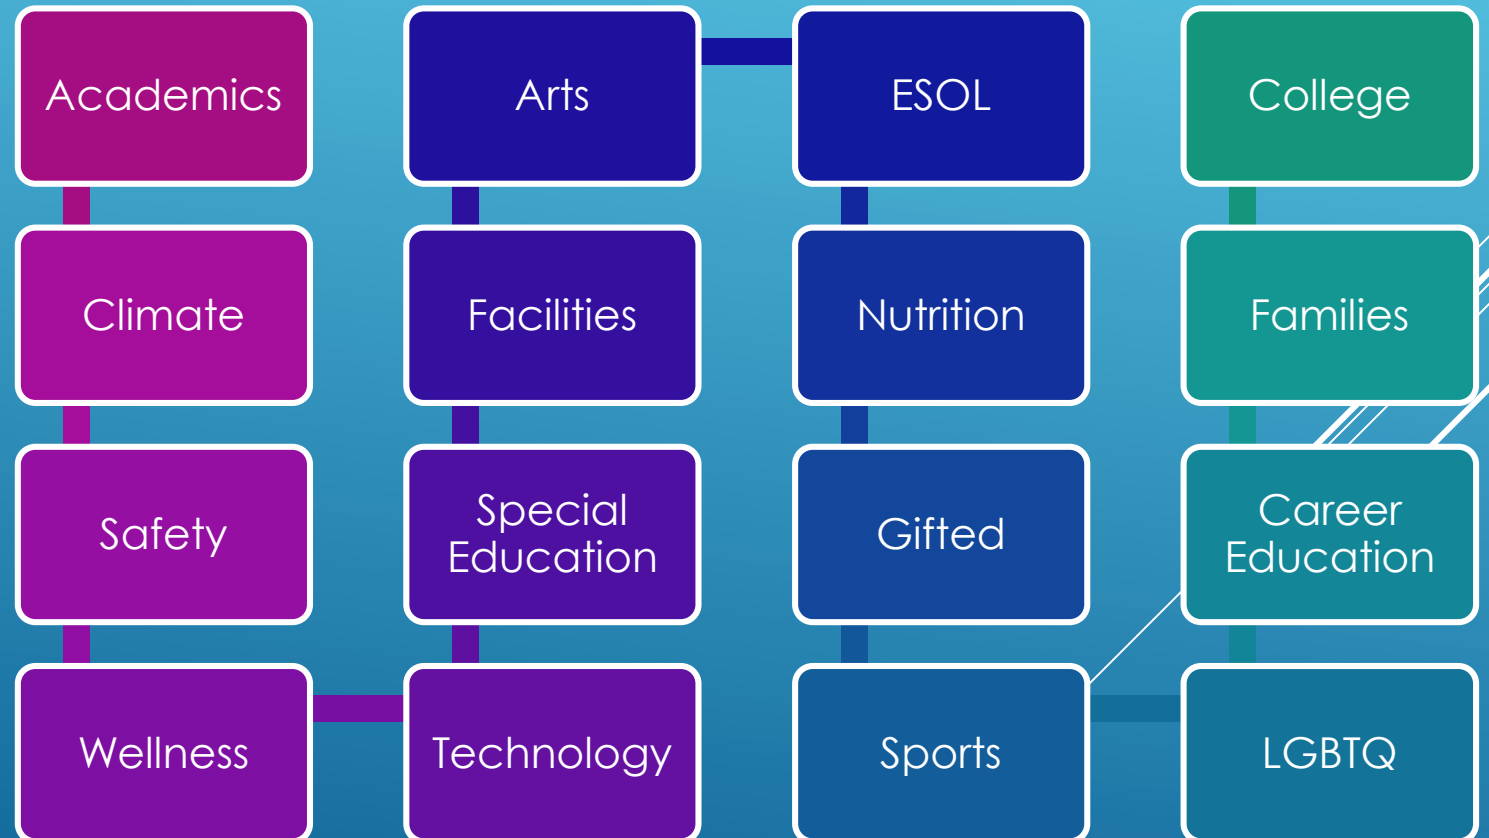 Academics
Arts
ESOL
College
Climate
Facilities
Nutrition
Families
Safety
Special
Education
Gifted
Career
Education
Wellness
Technology
Sports
LGBTQ